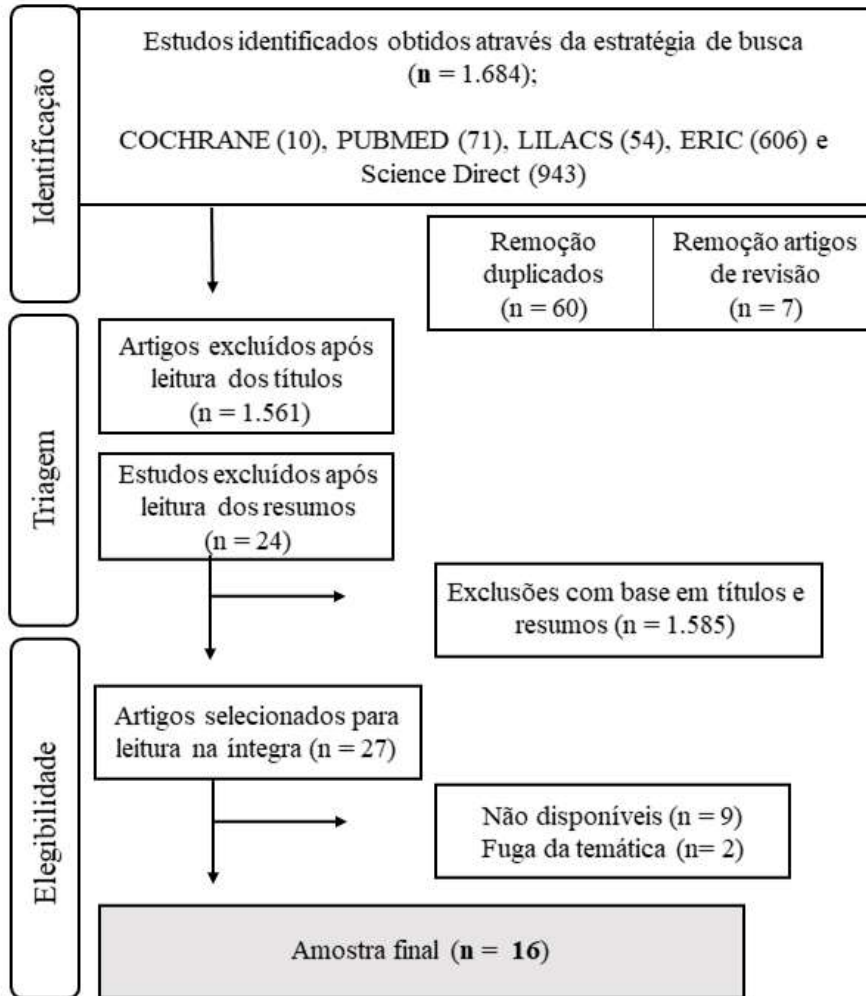 Identificação
Estudos identificados obtidos através da estratégia de busca
(n = 1.684);
COCHRANE (10), PUBMED (71), LILACS (54), ERIC (606) e
Science Direct (943)
Remoção
duplicados
(n = 60)
Remoção artigos
de revisão
(n = 7)
Triagem
Artigos excluídos após
leitura dos títulos
(n = 1.561)
Estudos excluídos após
leitura dos resumos
(n = 24)
Exclusões com base em títulos e
resumos (n = 1.585)
Elegibilidade
Artigos selecionados para
leitura na íntegra (n = 27)
Não disponíveis (n = 9)
Fuga da temática (n= 2)
Amostra final (n = 16)